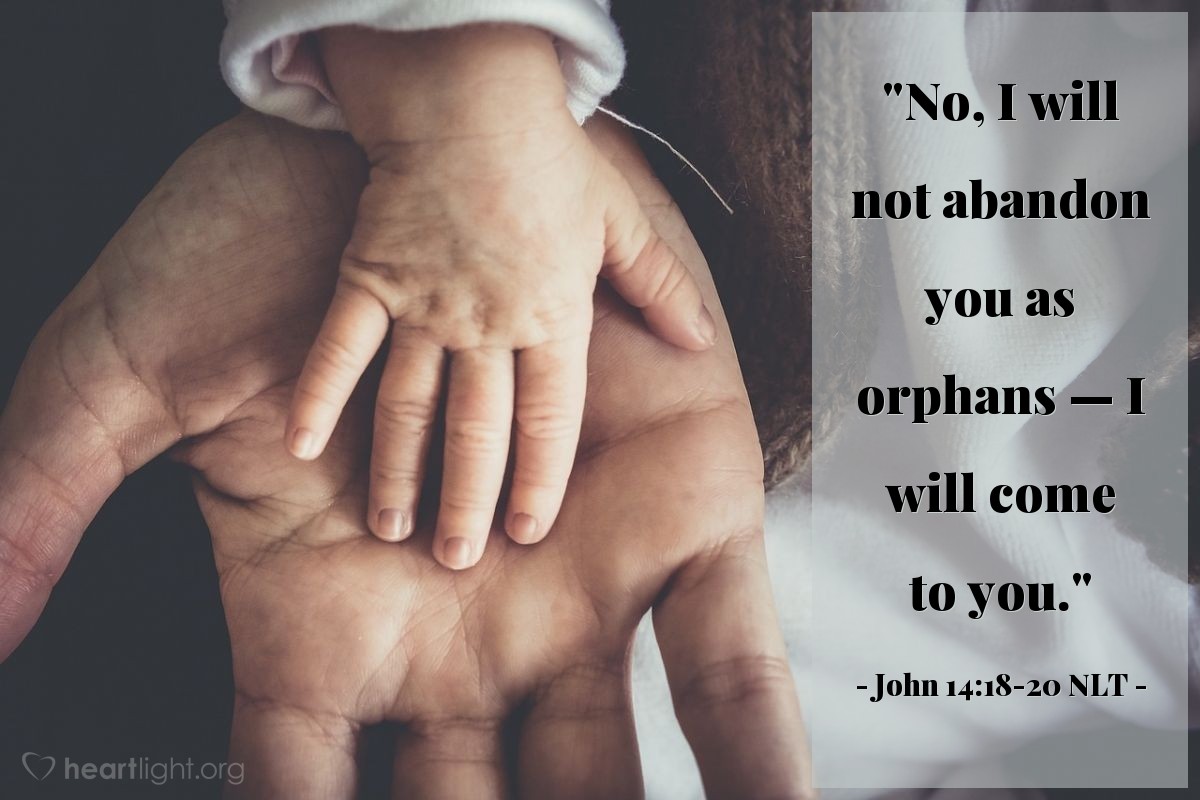 "No, I will
not abandon
you as
orphans — I
will come
to you."
- John 14:18-20 NLT -
heartlight.org